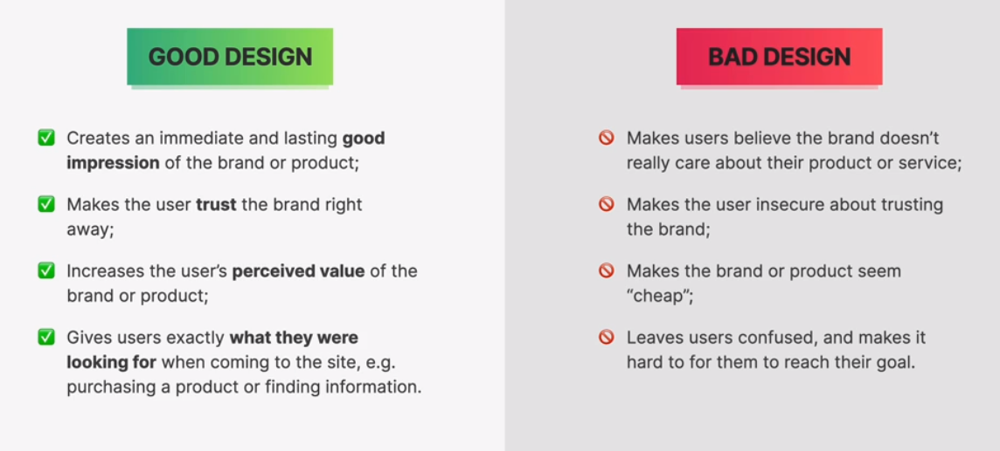 GOOD DESIGN
Creates an immediate and lasting good
impression of the brand or product;
Makes the user trust the brand right
away;
Increases the user's perceived value of the
brand or product;
Gives users exactly what they were
looking for when coming to the site, e.g.
purchasing a product or finding information.
BAD DESIGN
Makes users believe the brand doesn't
really care about their product or service;
Makes the user insecure about trusting
the brand;
Makes the brand or product seem
“cheap”;
Leaves users confused, and makes it
hard to for them to reach their goal.